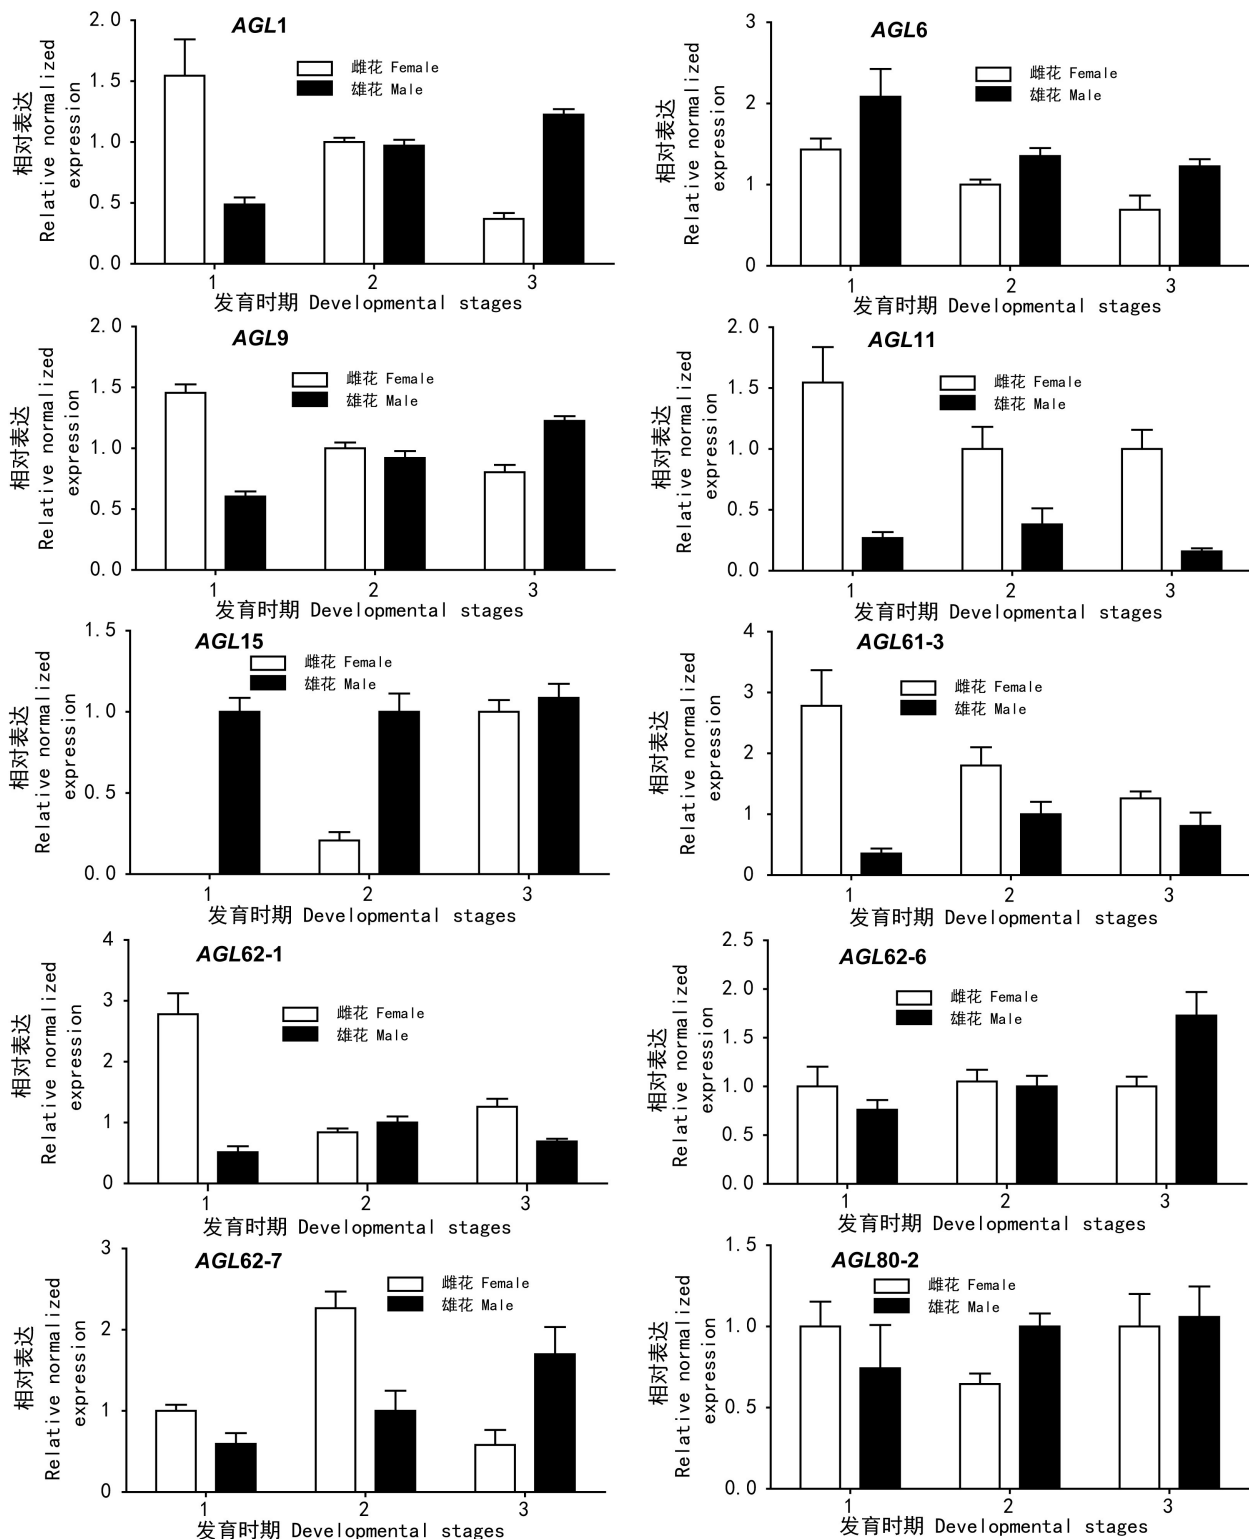 AGL1
雌花 Female
雄花 Male
相对表达
Relative normalized
expression
2.0
1.5
1.0
0.5
0.0
1 2 3
发育时期 Developmental stages
AGL6
雌花 Female
雄花 Male
相对表达
Relative normalized
expression
3
2
1
0
1 2 3
发育时期 Developmental stages
AGL9
雌花 Female
雄花 Male
相对表达
Relative normalized
expression
2.0
1.5
1.0
0.5
0.0
1 2 3
发育时期 Developmental stages
AGL11
雌花 Female
雄花 Male
相对表达
Relative normalized
expression
2.0
1.5
1.0
0.5
0.0
1 2 3
发育时期 Developmental stages
AGL15
雌花 Female
雄花 Male
相对表达
Relative normalized
expression
1.5
1.0
0.5
0.0
1 2 3
发育时期 Developmental stages
AGL61-3
雌花 Female
雄花 Male
相对表达
Relative normalized
expression
4
3
2
1
0
1 2 3
发育时期 Developmental stages
AGL62-1
雌花 Female
雄花 Male
相对表达
Relative normalized
expression
4
3
2
1
0
1 2 3
发育时期 Developmental stages
AGL62-6
雌花 Female
雄花 Male
相对表达
Relative normalized
expression
2.5
2.0
1.5
1.0
0.5
0.0
1 2 3
发育时期 Developmental stages
AGL62-7
雌花 Female
雄花 Male
相对表达
Relative normalized
expression
3
2
1
0
1 2 3
发育时期 Developmental stages
AGL80-2
雌花 Female
雄花 Male
相对表达
Relative normalized
expression
1.5
1.0
0.5
0.0
1 2 3
发育时期 Developmental stages